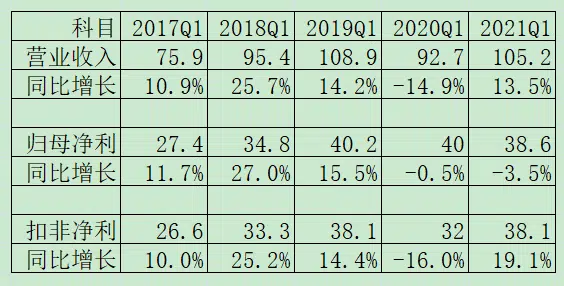 科目 2017Q1 2018Q1 2019Q1 2020Q1 2021Q1
营业收入 75.9 95.4 108.9 92.7 105.2
同比增长 10.9% 25.7% 14.2% -14.9% 13.5%
归母净利 27.4 34.8 40.2 40 38.6
同比增长 11.7% 27.0% 15.5% -0.5% -3.5%
扣非净利 26.6 33.3 38.1 32 38.1
同比增长 10.0% 25.2% 14.4% -16.0% 19.1%